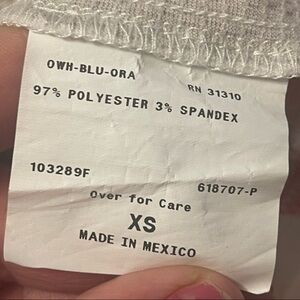 OWH-BLU-ORA RN 31310
97% POLYESTER 3% SPANDEX
103289F 618707-P
Over for Care
XS
MADE IN MEXICO